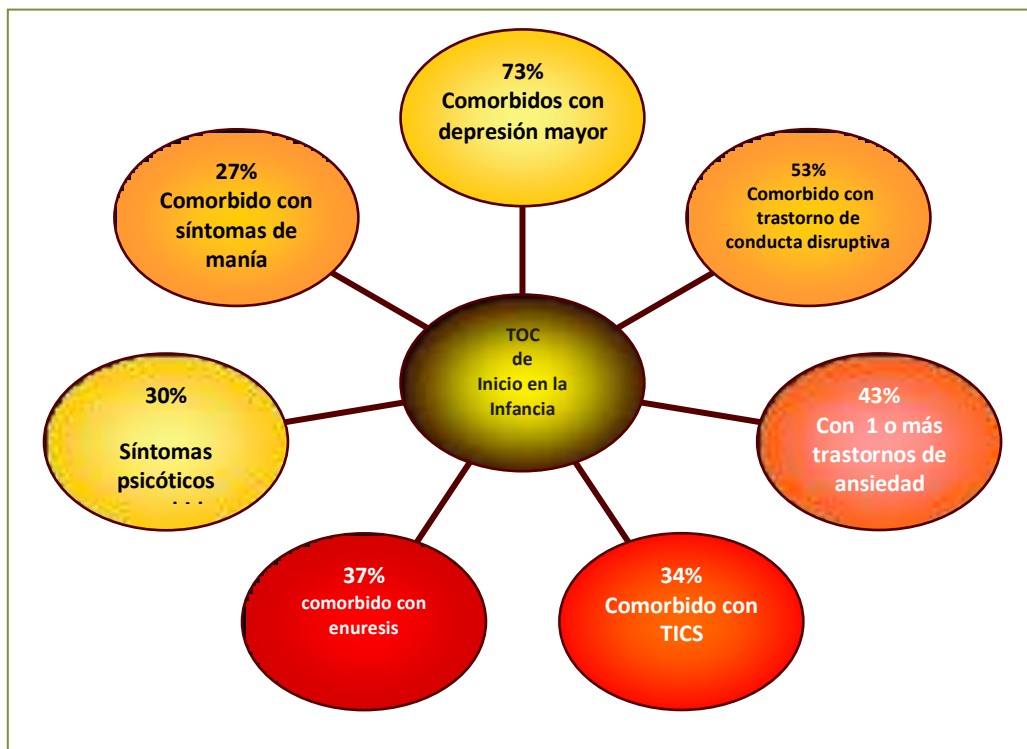 73%
Comorbidos con
depresión mayor
53%
Comorbido con
trastorno de
conducta disruptiva
43%
Con 1 o más
trastornos de
ansiedad
34%
Comorbido con
TICS
37%
comorbido con
enuresis
30%
Síntomas
psicóticos
27%
Comorbido con
síntomas de
manía
TOC
de
Inicio en la
Infancia